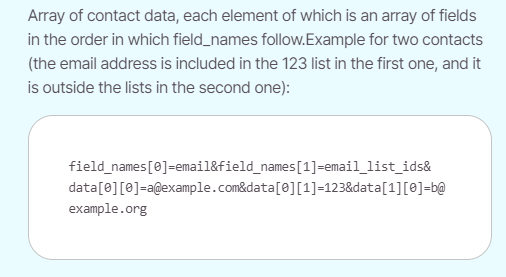 Array of contact data, each element of which is an array of fields
in the order in which field_names follow.Example for two contacts
(the email address is included in the 123 list in the first one, and it
is outside the lists in the second one):
field_names[0]=email&field_names[1]=email_list_ids&
data[0][0]=a@example.com&data[0][1]=123&data[1][0]=b@
example.org